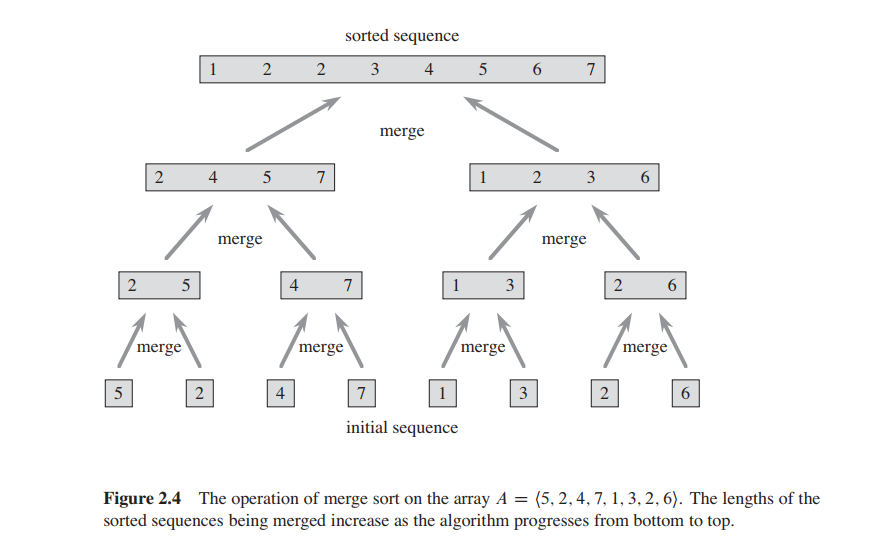 sorted sequence
1 2 2 3 4 5 6 7
merge
2 4 5 7 1 2 3 6
merge merge
2 5 4 7 1 3 2 6
merge merge merge merge
5 2 4 7 1 3 2 6
initial sequence
Figure 2.4 The operation of merge sort on the array A = ⟨5, 2, 4, 7, 1, 3, 2, 6⟩. The lengths of the
sorted sequences being merged increase as the algorithm progresses from bottom to top.